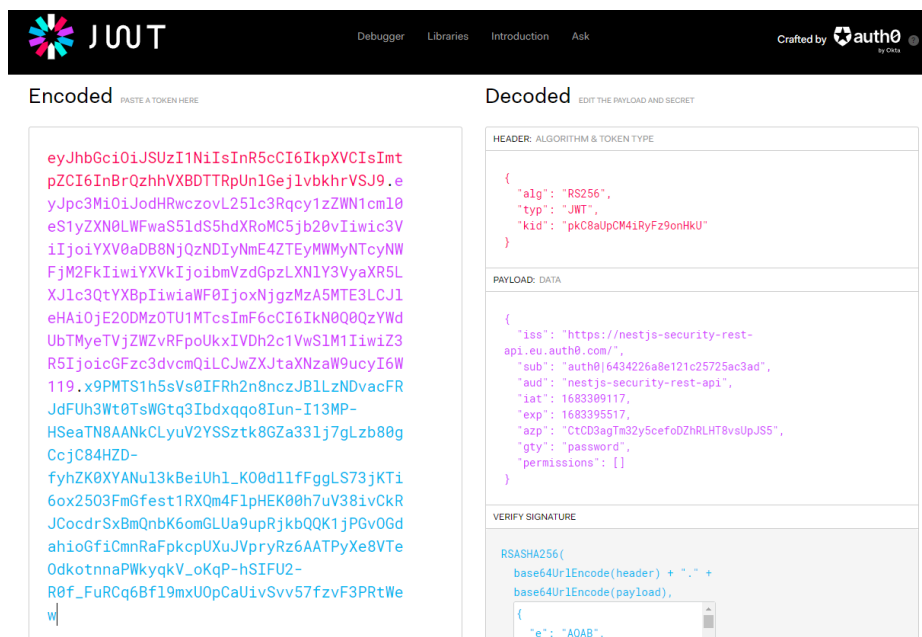 JWT
Debugger Libraries Introduction Ask
Crafted by auth0
by Okta
Encoded PASTE A TOKEN HERE
eyJhbGciOiJSUzI1NiIsInR5cCI6IkpXVCIsImt
pZCI6InBrQzhhVXBDTTRpUnlGejlvbkhrVSJ9.e
yJpc3MiOiJodHRwczovL25lc3Rqcy1zZWN1cml0
eS1yZXN0LWFwaS5ldS5hdXRoMC5jb20vIiwic3V
iIjoiYXV0aDB8NjQzNDIyNmE4ZTEyMWMyNTcyNW
FjM2FkIiwiYXVkIjoibmVzdGpzLXNlY3VyaXR5L
XJlc3QtYXBpIiwiaWF0IjoxNjgzMzA5MTE3LCJl
eHAiOjE2ODMzOTU1MTcsImF6cCI6IkN0Q0QzYWd
UbTMyeTVjZWZvRFpoUkxIVDh2c1VwSlM1IiwiZ3
R5IjoicGFzc3dvcmQiLCJwZXJtaXNzaW9ucyI6W
119.x9PMTS1h5sVs0IFRh2n8nczJBlLzNDvacFR
JdFUh3Wt0TsWGtq3Ibdxqqo8Iun-I13MP-
HSeaTN8AANkCLyuV2YSSztk8GZa33lj7gLzb80g
CcjC84HZD-
fyhZK0XYANul3kBeiUhl_KO0dllfFggLS73jKTi
6ox25O3FmGfest1RXQm4FlpHEK00h7uV38ivCkR
JCocdrSxBmQnbK6omGLUa9upRjkbQQK1jPGvOGd
ahioGfiCmnRaFpkcpUXuJVpryRz6AATPyXe8VTe
OdkotnnaPWkyqkV_oKqP-hSIFU2-
R0f_FuRCq6Bfl9mxUOpCaUivSvv57fzvF3PRtWe
w
Decoded EDIT THE PAYLOAD AND SECRET
HEADER: ALGORITHM & TOKEN TYPE
{
"alg": "RS256",
"typ": "JWT",
"kid": "pkC8aUpCM4iRyFz9onHkU"
}
PAYLOAD: DATA
{
"iss": "https://nestjs-security-rest-
api.eu.auth0.com/",
"sub": "auth0|6434226a8e121c25725ac3ad",
"aud": "nestjs-security-rest-api",
"iat": 1683309117,
"exp": 1683395517,
"azp": "CtCD3agTm32y5cefoDZhRLHT8vsUpJS5",
"gty": "password",
"permissions": []
}
VERIFY SIGNATURE
RSASHA256(
base64UrlEncode(header) + "." +
base64UrlEncode(payload),
{
"e": "AQAB",